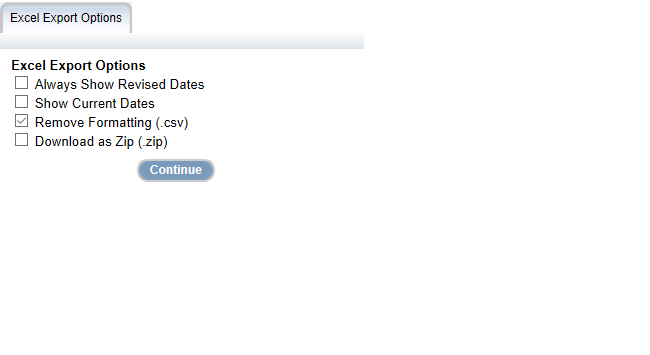 Excel Export Options
Excel Export Options
Always Show Revised Dates
Show Current Dates
Remove Formatting (.csv)
Download as Zip (.zip)
Continue